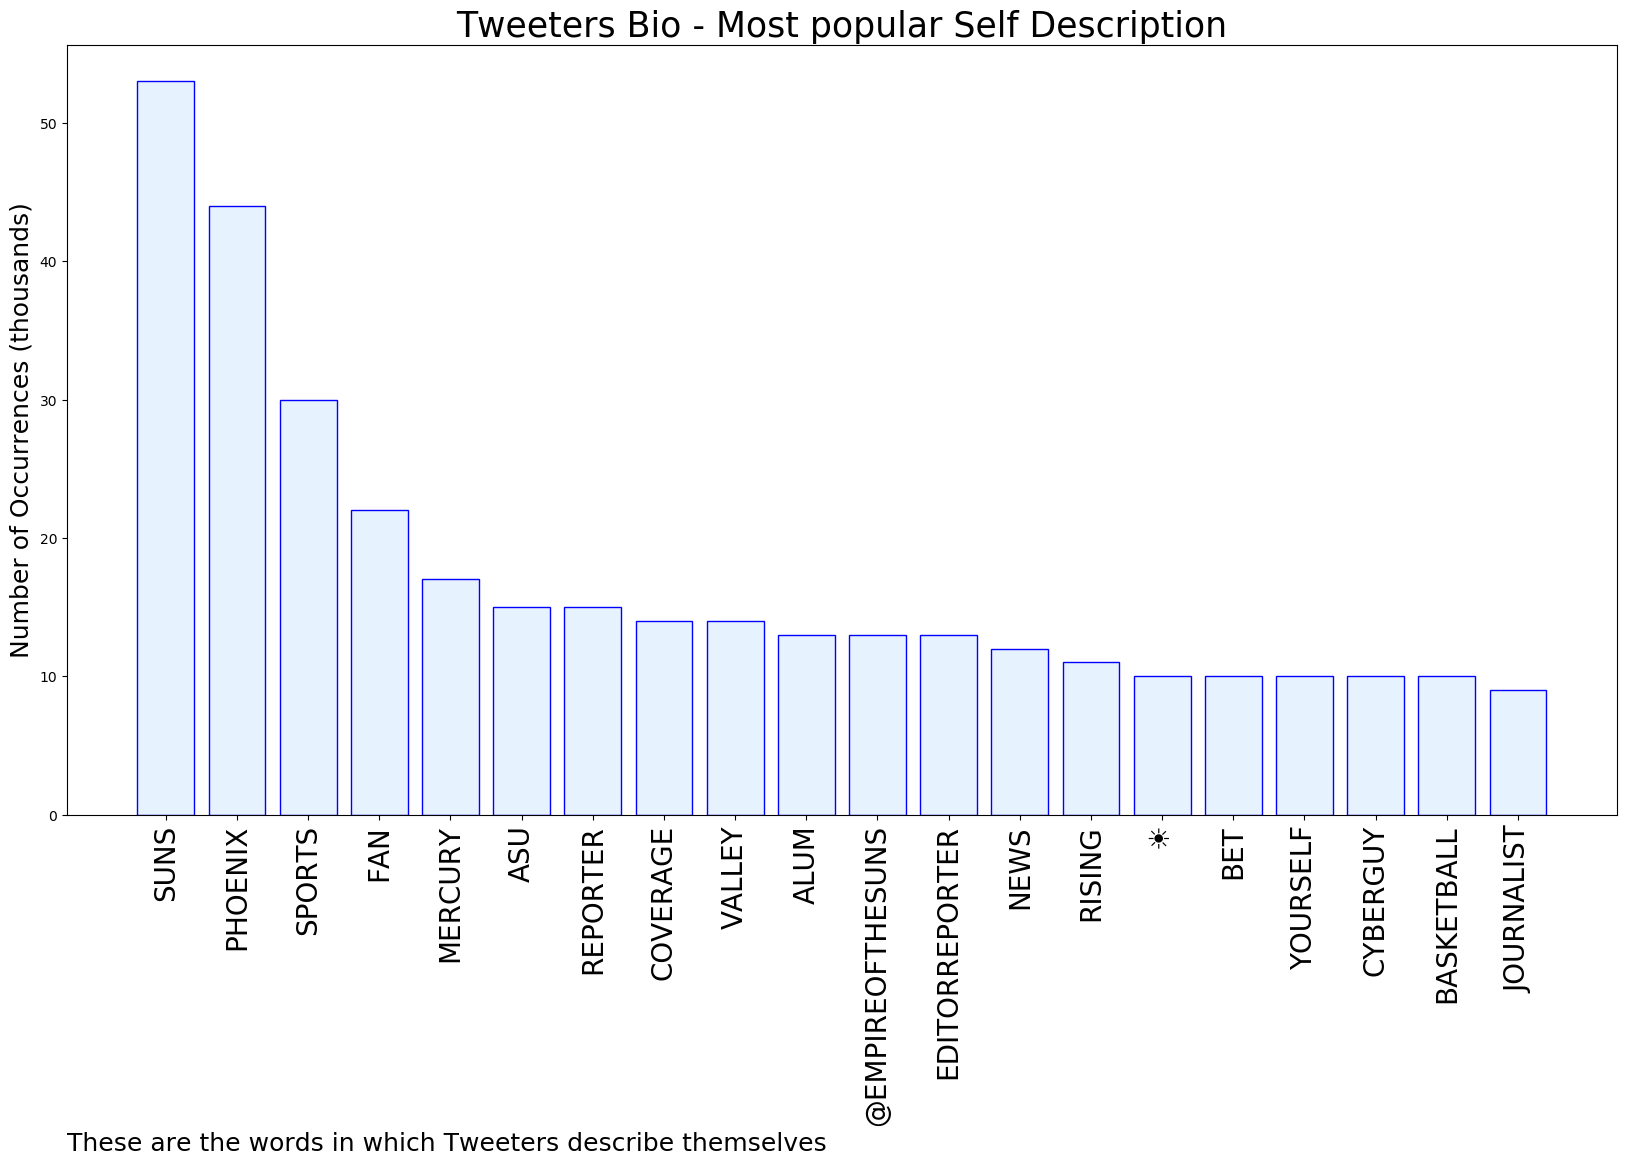 Tweeters Bio - Most popular Self Description
Number of Occurrences (thousands)
50
40
30
20
10
0
SUNS
PHOENIX
SPORTS
FAN
MERCURY
ASU
REPORTER
COVERAGE
VALLEY
ALUM
@EMPIREOFTHESUNS
EDITORREPORTER
NEWS
RISING
☀
BET
YOURSELF
CYBERGUY
BASKETBALL
JOURNALIST
These are the words in which Tweeters describe themselves